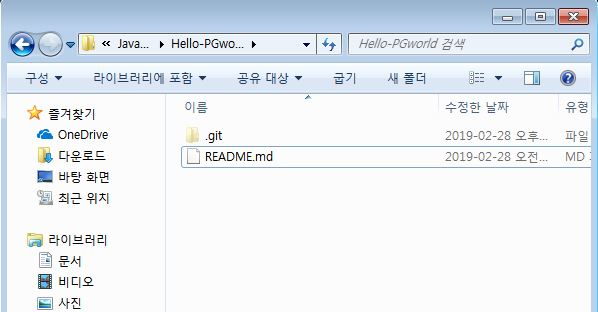 « Java... ▸ Hello-PGwo... ▸
Hello-PGworld 검색
구성 라이브러리에 포함 공유 대상 굽기 새 폴더
즐겨찾기
OneDrive
다운로드
바탕 화면
최근 위치
라이브러리
문서
비디오
사진
이름 수정한 날짜 유형
.git 2019-02-28 오후... 파일
README.md 2019-02-28 오전... MD